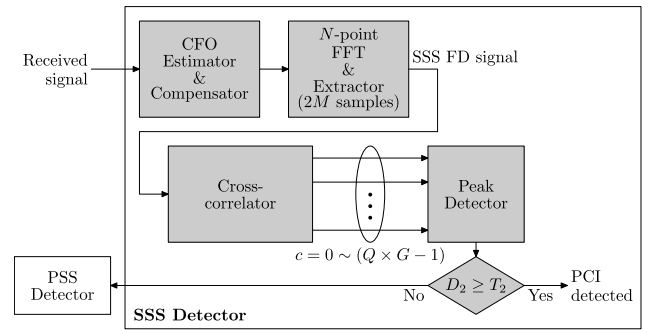 Received
signal
CFO
Estimator
&
Compensator
N-point
FFT
&
Extractor
(2M samples)
SSS FD signal
Cross-
correlator
Peak
Detector
c = 0 ∼ (Q × G − 1)
PSS
Detector
No
D₂ ≥ T₂
Yes
PCI
detected
SSS Detector